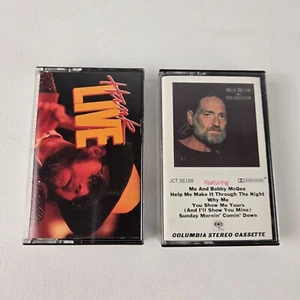 Hank
LIVE
JCT 36188
Featuring
Me And Bobby McGee
Help Me Make It Through The Night
Why Me
You Show Me Yours
(And I'll Show You Mine)
Sunday Mornin' Comin' Down
COLUMBIA STEREO CASSETTE